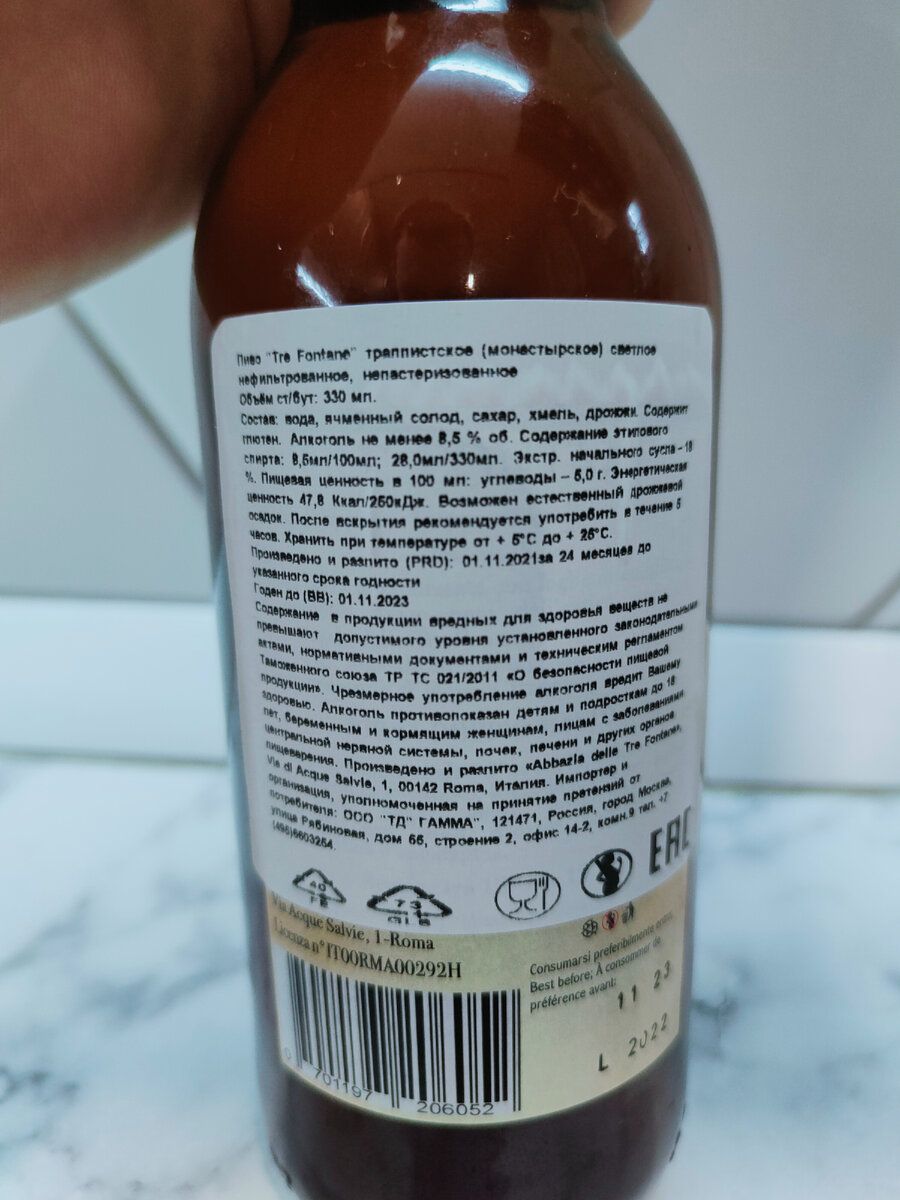 Пиво "Tre Fontane" траппистское (монастырское) светлое
нефильтрованное, непастеризованное
Объём ст/бут: 330 мл.
Состав: вода, ячменный солод, сахар, хмель, дрожжи. Содержит
глютен. Алкоголь не менее 8,5 % об. Содержание этилового
спирта: 8,5мл/100мл; 28,0мл/330мл. Экстр. начального сусла – 18
%. Пищевая ценность в 100 мл: углеводы – 5,0 г. Энергетическая
ценность 47,8 Ккал/250кДж. Возможен естественный дрожжевой
осадок. После вскрытия рекомендуется употребить в течение 5
часов. Хранить при температуре от + 5°C до + 25°C.
Произведено и разлито (PRD): 01.11.2021за 24 месяцев до
указанного срока годности
Годен до (BB): 01.11.2023
Содержание в продукции вредных для здоровья веществ не
превышают допустимого уровня установленного законодательными
актами, нормативными документами и техническим регламентом
Таможенного союза ТР ТС 021/2011 «О безопасности пищевой
продукции». Чрезмерное употребление алкоголя вредит Вашему
здоровью. Алкоголь противопоказан детям и подросткам до 18
лет, беременным и кормящим женщинам, лицам с заболеваниями
центральной нервной системы, почек, печени и других органов
пищеварения. Произведено и разлито «Abbazia delle Tre Fontane»,
Via di Acque Salvie, 1, 00142 Roma, Италия. Импортер и
организация, уполномоченная на принятие претензий от
потребителя: ООО "ТД" ГАММА", 121471, Россия, город Москва,
улица Рябиновая, дом 55, строение 2, офис 14-2, комн.9 тел. +7
(495)6603254.
40
FE
73
EAC
Via Acque Salvie, 1-Roma
Licenza n° IT00RMA00292H
Consumarsi preferibilmente entro;
Best before; À consommer de
préférence avant:
11 23
L 2022
0 701197 206052